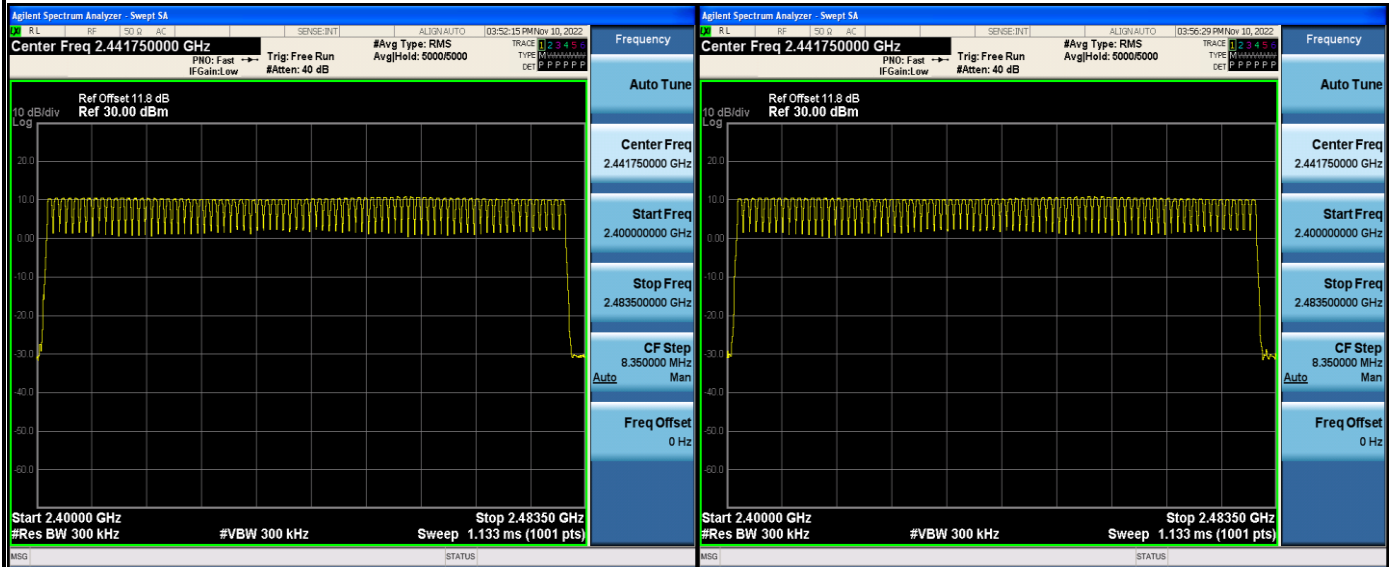 Agilent Spectrum Analyzer - Swept SA
RL RF 50 Ω AC SENSE:INT ALIGNAUTO 03:52:15 PM Nov 10, 2022
Center Freq 2.441750000 GHz
#Avg Type: RMS
TRACE 1 2 3 4 5 6
PNO: Fast Trig: Free Run Avg|Hold: 5000/5000
TYPE M
IFGain:Low #Atten: 40 dB
DET P P P P P P
Ref Offset 11.8 dB
10 dB/div Ref 30.00 dBm
Log
20.0
10.0
0.00
-10.0
-20.0
-30.0
-40.0
-50.0
-60.0
Start 2.40000 GHz Stop 2.48350 GHz
#Res BW 300 kHz #VBW 300 kHz Sweep 1.133 ms (1001 pts)
MSG STATUS
Frequency
Auto Tune
Center Freq
2.441750000 GHz
Start Freq
2.400000000 GHz
Stop Freq
2.483500000 GHz
CF Step
8.350000 MHz
Auto Man
Freq Offset
0 Hz
Agilent Spectrum Analyzer - Swept SA
RL RF 50 Ω AC SENSE:INT ALIGNAUTO 03:56:29 PM Nov 10, 2022
Center Freq 2.441750000 GHz
#Avg Type: RMS
TRACE 1 2 3 4 5 6
PNO: Fast Trig: Free Run Avg|Hold: 5000/5000
TYPE M
IFGain:Low #Atten: 40 dB
DET P P P P P P
Ref Offset 11.8 dB
10 dB/div Ref 30.00 dBm
Log
20.0
10.0
0.00
-10.0
-20.0
-30.0
-40.0
-50.0
-60.0
Start 2.40000 GHz Stop 2.48350 GHz
#Res BW 300 kHz #VBW 300 kHz Sweep 1.133 ms (1001 pts)
MSG STATUS
Frequency
Auto Tune
Center Freq
2.441750000 GHz
Start Freq
2.400000000 GHz
Stop Freq
2.483500000 GHz
CF Step
8.350000 MHz
Auto Man
Freq Offset
0 Hz